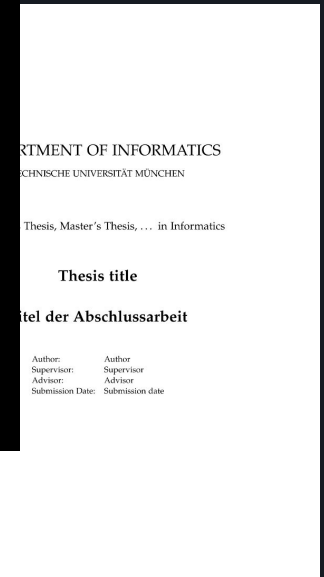 RTMENT OF INFORMATICS
ECHNISCHE UNIVERSITÄT MÜNCHEN
Thesis, Master's Thesis, ... in Informatics
Thesis title
itel der Abschlussarbeit
Author: Author
Supervisor: Supervisor
Advisor: Advisor
Submission Date: Submission date